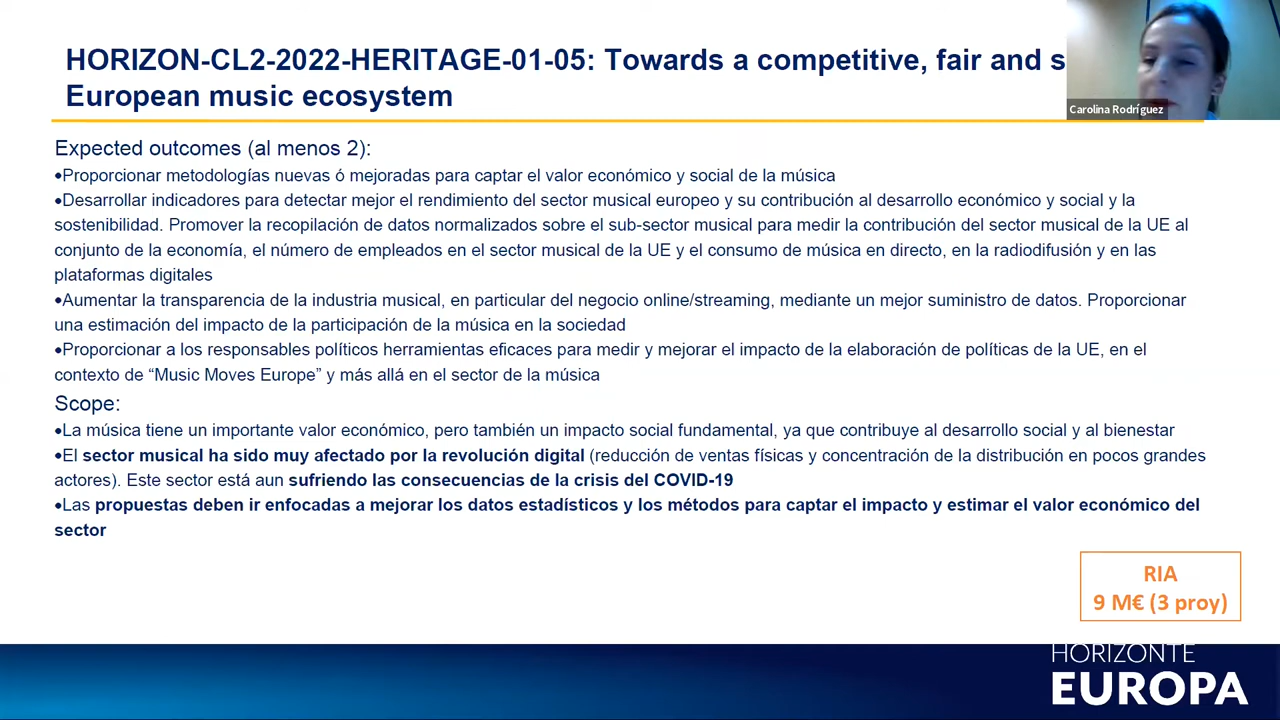 HORIZON-CL2-2022-HERITAGE-01-05: Towards a competitive, fair and s
European music ecosystem
Carolina Rodríguez
Expected outcomes (al menos 2):
•Proporcionar metodologías nuevas ó mejoradas para captar el valor económico y social de la música
•Desarrollar indicadores para detectar mejor el rendimiento del sector musical europeo y su contribución al desarrollo económico y social y la
sostenibilidad. Promover la recopilación de datos normalizados sobre el sub-sector musical para medir la contribución del sector musical de la UE al
conjunto de la economía, el número de empleados en el sector musical de la UE y el consumo de música en directo, en la radiodifusión y en las
plataformas digitales
•Aumentar la transparencia de la industria musical, en particular del negocio online/streaming, mediante un mejor suministro de datos. Proporcionar
una estimación del impacto de la participación de la música en la sociedad
•Proporcionar a los responsables políticos herramientas eficaces para medir y mejorar el impacto de la elaboración de políticas de la UE, en el
contexto de “Music Moves Europe” y más allá en el sector de la música
Scope:
•La música tiene un importante valor económico, pero también un impacto social fundamental, ya que contribuye al desarrollo social y al bienestar
•El sector musical ha sido muy afectado por la revolución digital (reducción de ventas físicas y concentración de la distribución en pocos grandes
actores). Este sector está aun sufriendo las consecuencias de la crisis del COVID-19
•Las propuestas deben ir enfocadas a mejorar los datos estadísticos y los métodos para captar el impacto y estimar el valor económico del
sector
RIA
9 M€ (3 proy)
HORIZONTE
EUROPA